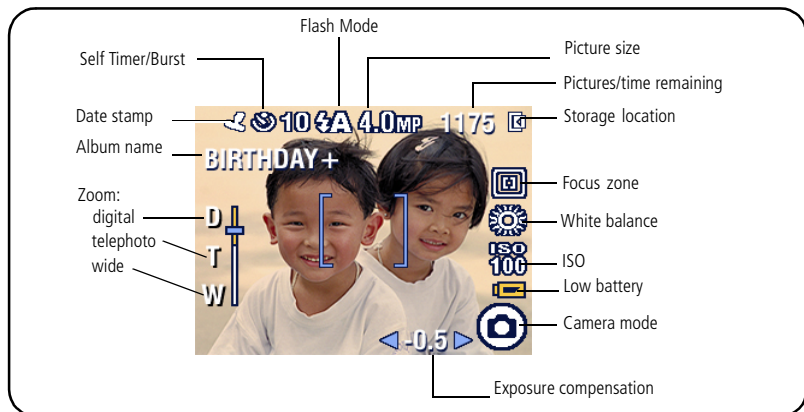 Flash Mode
Self Timer/Burst
Picture size
Pictures/time remaining
Date stamp
10 A 4.0MP 1175
Storage location
Album name
BIRTHDAY+
Zoom:
digital
D
Focus zone
telephoto
T
White balance
wide
W
ISO
100
ISO
Low battery
Camera mode
-0.5
Exposure compensation